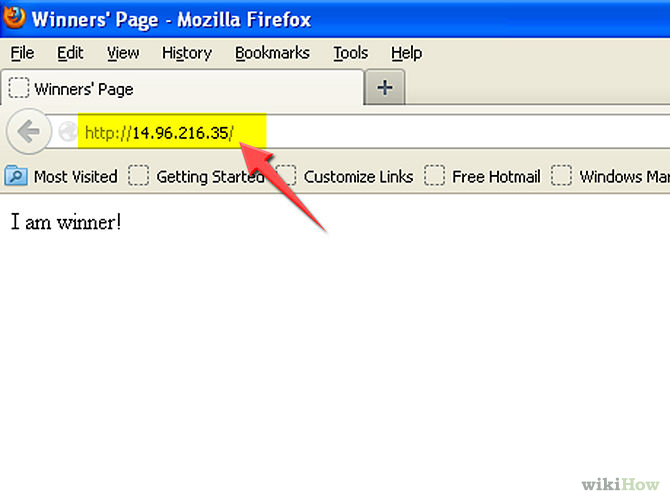 Winners' Page - Mozilla Firefox
File Edit View History Bookmarks Tools Help
Winners' Page
http://14.96.216.35/
Most Visited Getting Started Customize Links Free Hotmail Windows Mar
I am winner!
wikiHow